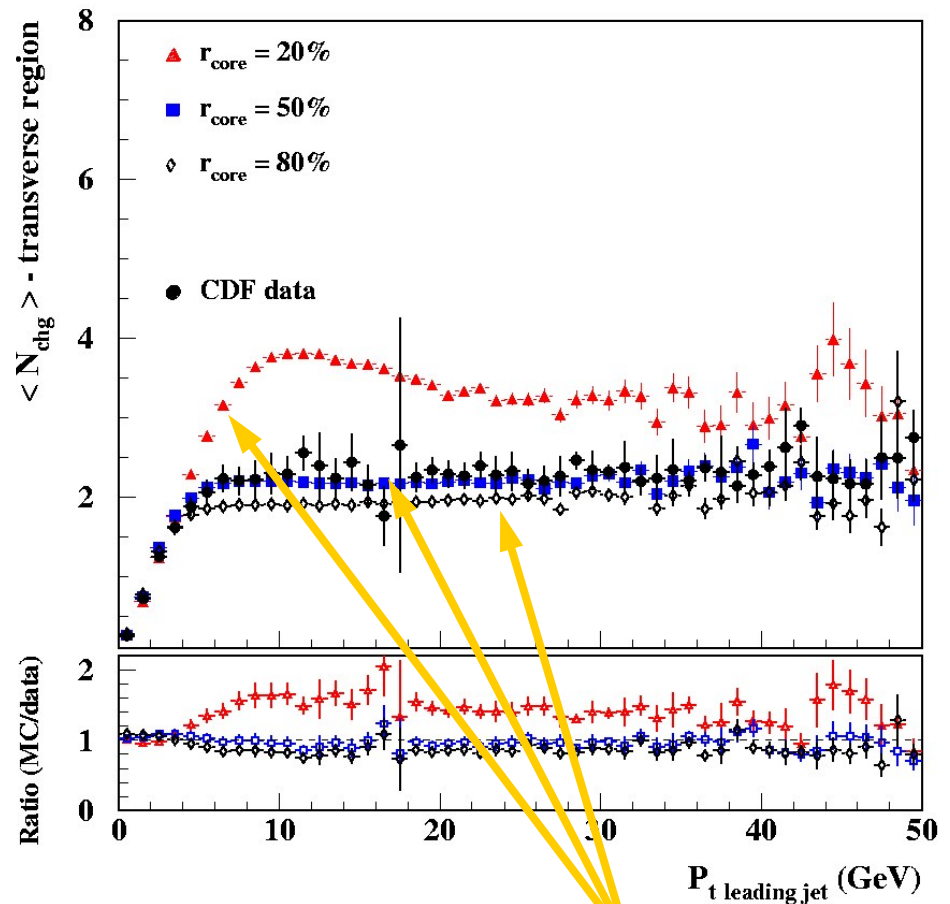 < N_chg > - transverse region
8
6
4
2
r_core = 20%
r_core = 50%
r_core = 80%
CDF data
Ratio (MC/data)
2
1
0
0 10 20 30 40 50
P_t leading jet (GeV)